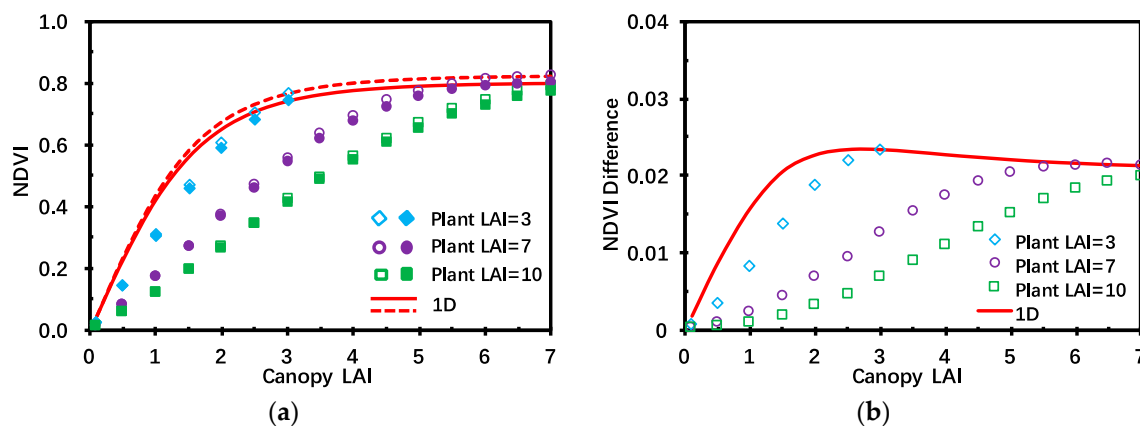 1.0
0.8
0.6
0.4
0.2
0.0
NDVI
Plant LAI=3
Plant LAI=7
Plant LAI=10
1D
0 1 2 3 4 5 6 7
Canopy LAI
(a)
0.04
0.03
0.02
0.01
0
NDVI Difference
Plant LAI=3
Plant LAI=7
Plant LAI=10
1D
0 1 2 3 4 5 6 7
Canopy LAI
(b)